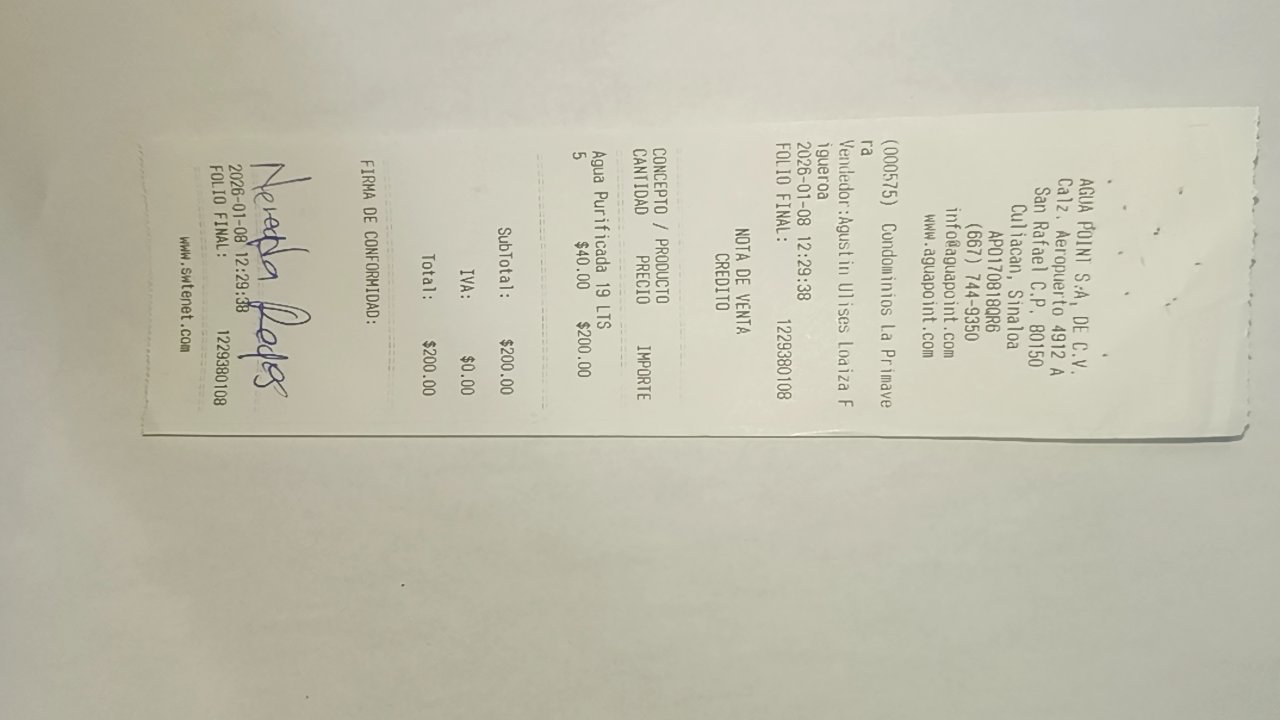 AGUA POINT S.A. DE C.V.
Calz. Aeropuerto 4912 A
San Rafael C.P. 80150
Culiacan, Sinaloa
APO170818QR6
(667) 744-9350
info@aguapoint.com
www.aguapoint.com
(000575) Condominios La Primave
ra
Vendedor:Agustin Ulises Loaiza F
igueroa
2026-01-08 12:29:38
FOLIO FINAL: 1229380108
NOTA DE VENTA
CREDITO
CONCEPTO / PRODUCTO
CANTIDAD PRECIO IMPORTE
Agua Purificada 19 LTS
5 $40.00 $200.00
SubTotal: $200.00
IVA: $0.00
Total: $200.00
FIRMA DE CONFORMIDAD:
2026-01-08 12:29:38
FOLIO FINAL: 1229380108
www.swtenet.com